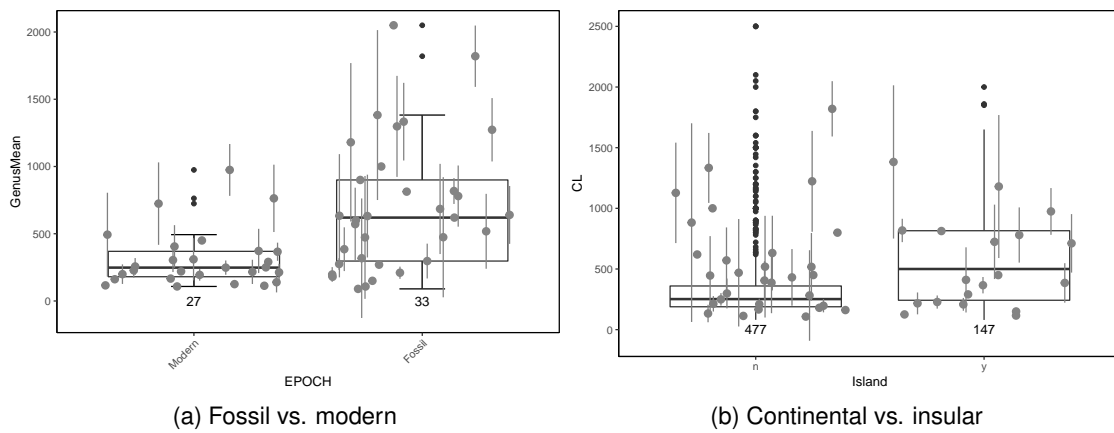 2000
1500
1000
500
0
GenusMean
27
33
Modern
Fossil
EPOCH
(a) Fossil vs. modern
2500
2000
1500
1000
500
0
CL
477
147
n
y
Island
(b) Continental vs. insular